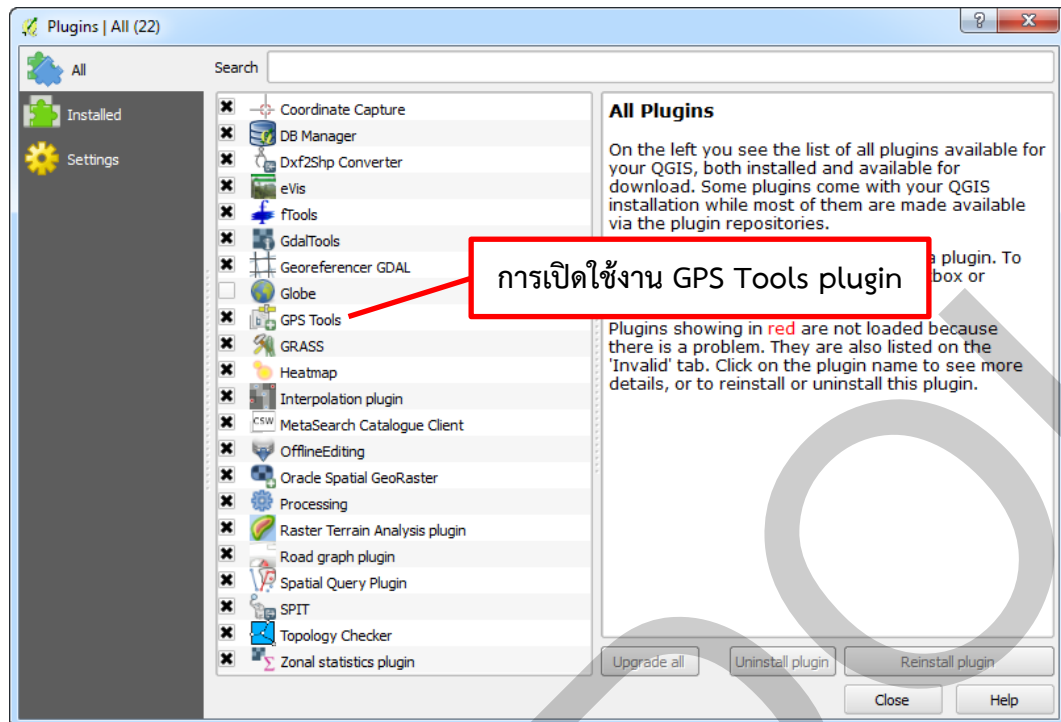 Plugins | All (22)
All
Installed
Settings
Search
Coordinate Capture
DB Manager
Dxf2Shp Converter
eVis
fTools
GdalTools
Georeferencer GDAL
Globe
GPS Tools
GRASS
Heatmap
Interpolation plugin
CSW MetaSearch Catalogue Client
OfflineEditing
Oracle Spatial GeoRaster
Processing
Raster Terrain Analysis plugin
Road graph plugin
Spatial Query Plugin
SPIT
Topology Checker
Zonal statistics plugin
All Plugins
On the left you see the list of all plugins available for
your QGIS, both installed and available for
download. Some plugins come with your QGIS
installation while most of them are made available
via the plugin repositories.
a plugin. To
box or
การเปิดใช้งาน GPS Tools plugin
Plugins showing in red are not loaded because
there is a problem. They are also listed on the
'Invalid' tab. Click on the plugin name to see more
details, or to reinstall or uninstall this plugin.
Upgrade all
Uninstall plugin
Reinstall plugin
Close
Help